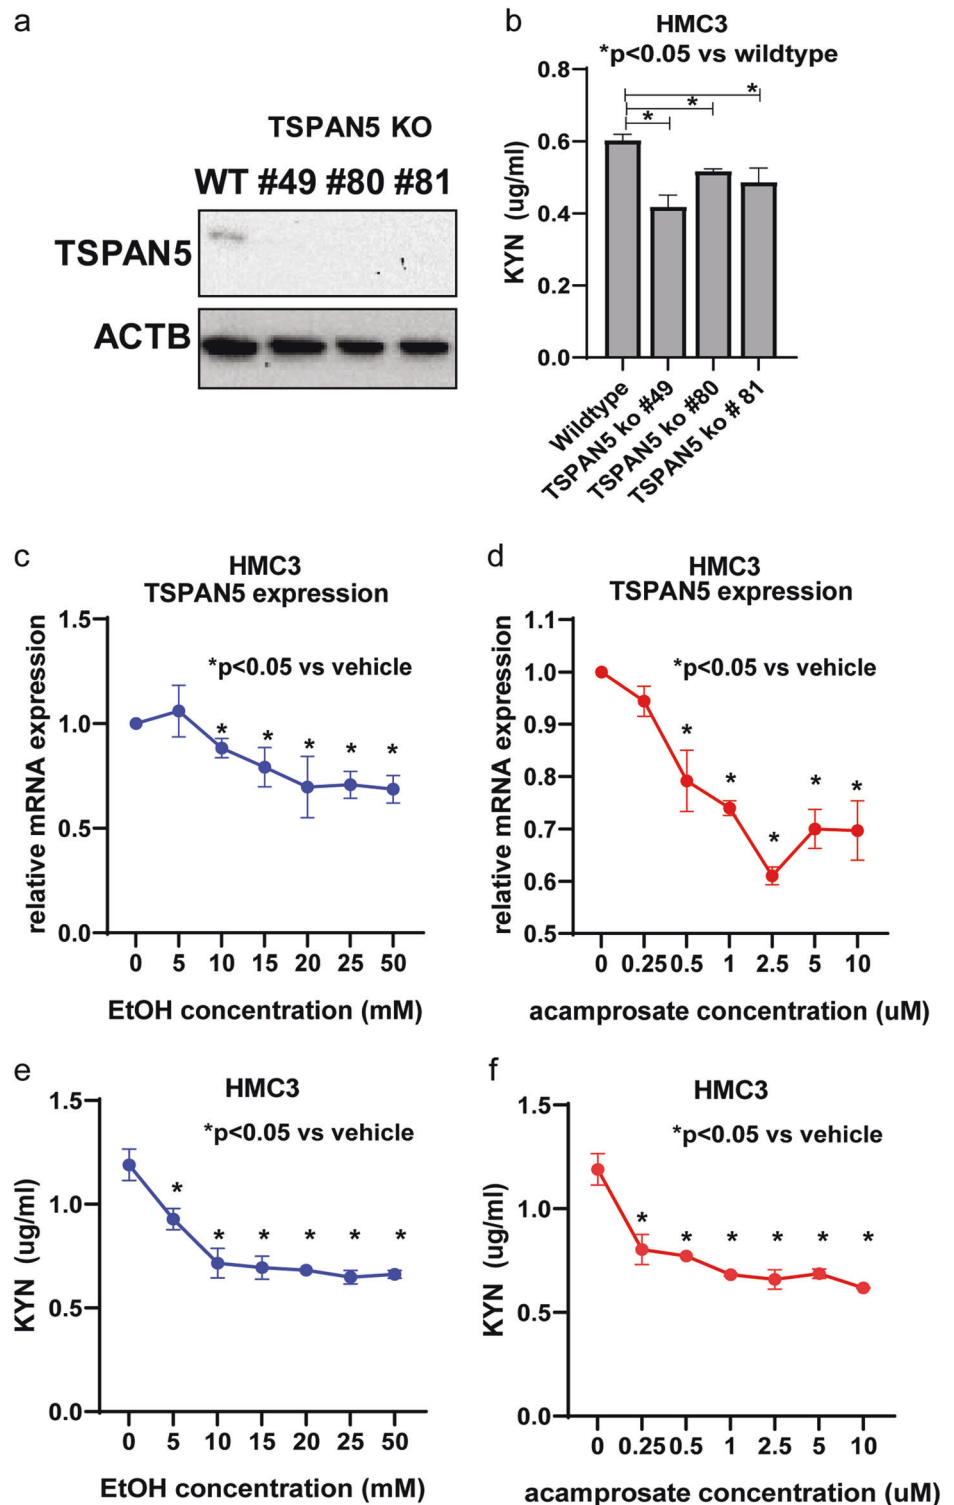 a
TSPAN5 KO
WT #49 #80 #81
TSPAN5
ACTB
b
HMC3
*p<0.05 vs wildtype
KYN (ug/ml)
0.8
0.6
0.4
0.2
0.0
* * *
Wildtype
TSPAN5 ko #49
TSPAN5 ko #80
TSPAN5 ko # 81
c
HMC3
TSPAN5 expression
*p<0.05 vs vehicle
relative mRNA expression
1.5
1.0
0.5
0.0
* * * * *
0 5 10 15 20 25 50
EtOH concentration (mM)
d
HMC3
TSPAN5 expression
*p<0.05 vs vehicle
relative mRNA expression
1.1
1.0
0.9
0.8
0.7
0.6
0.5
* * * * *
0 0.25 0.5 1 2.5 5 10
acamprosate concentration (uM)
e
HMC3
*p<0.05 vs vehicle
KYN (ug/ml)
1.5
1.0
0.5
0.0
* * * * * *
0 5 10 15 20 25 50
EtOH concentration (mM)
f
HMC3
*p<0.05 vs vehicle
KYN (ug/ml)
1.5
1.0
0.5
0.0
* * * * * *
0 0.25 0.5 1 2.5 5 10
acamprosate concentration (uM)